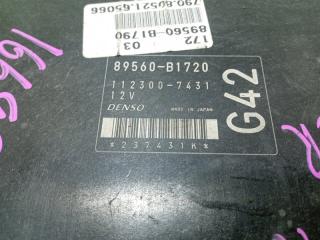 790.80521.65066
89560-B1790
172 03
89560-B1720
112300-7431
12V
DENSO MADE IN JAPAN
G42
*237431K*